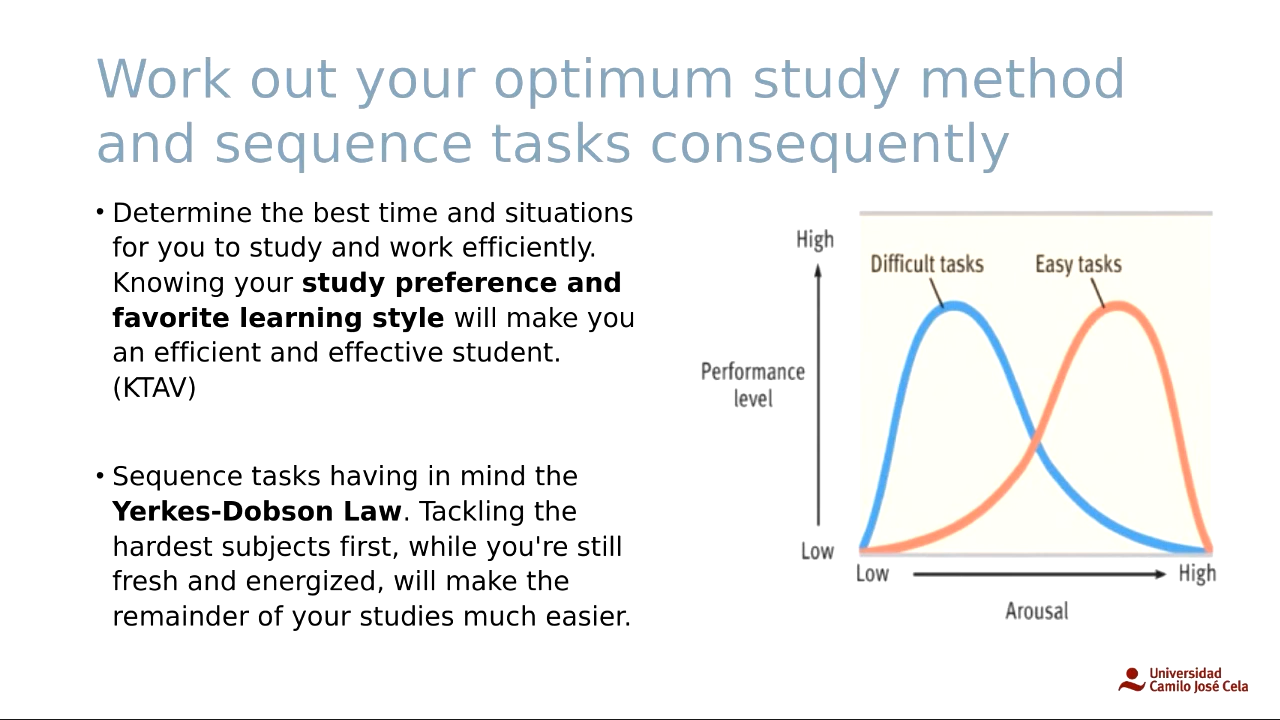 Work out your optimum study method
and sequence tasks consequently
• Determine the best time and situations
for you to study and work efficiently.
Knowing your study preference and
favorite learning style will make you
an efficient and effective student.
(KTAV)
• Sequence tasks having in mind the
Yerkes-Dobson Law. Tackling the
hardest subjects first, while you're still
fresh and energized, will make the
remainder of your studies much easier.
High
Difficult tasks
Easy tasks
Performance
level
Low
Low
High
Arousal
Universidad
Camilo José Cela